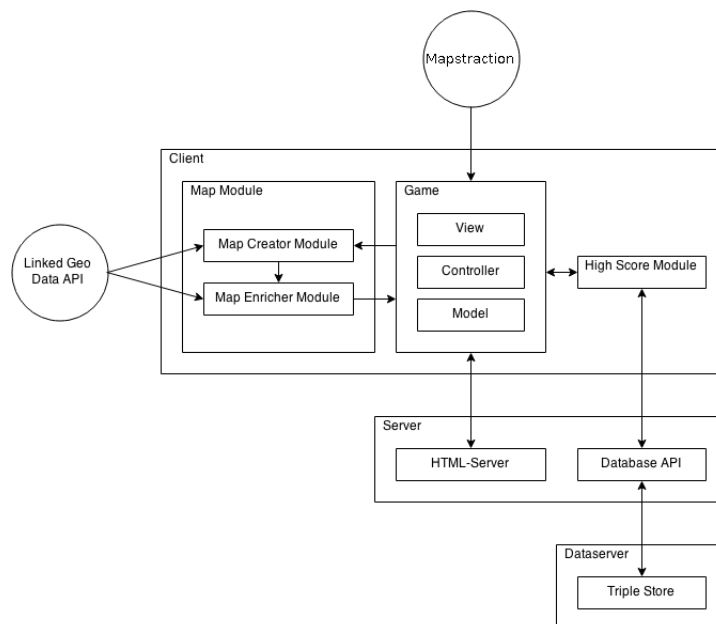 Mapstraction
Client
Map Module
Game
Map Creator Module
View
Linked Geo
Data API
Controller
High Score Module
Map Enricher Module
Model
Server
HTML-Server
Database API
Dataserver
Triple Store